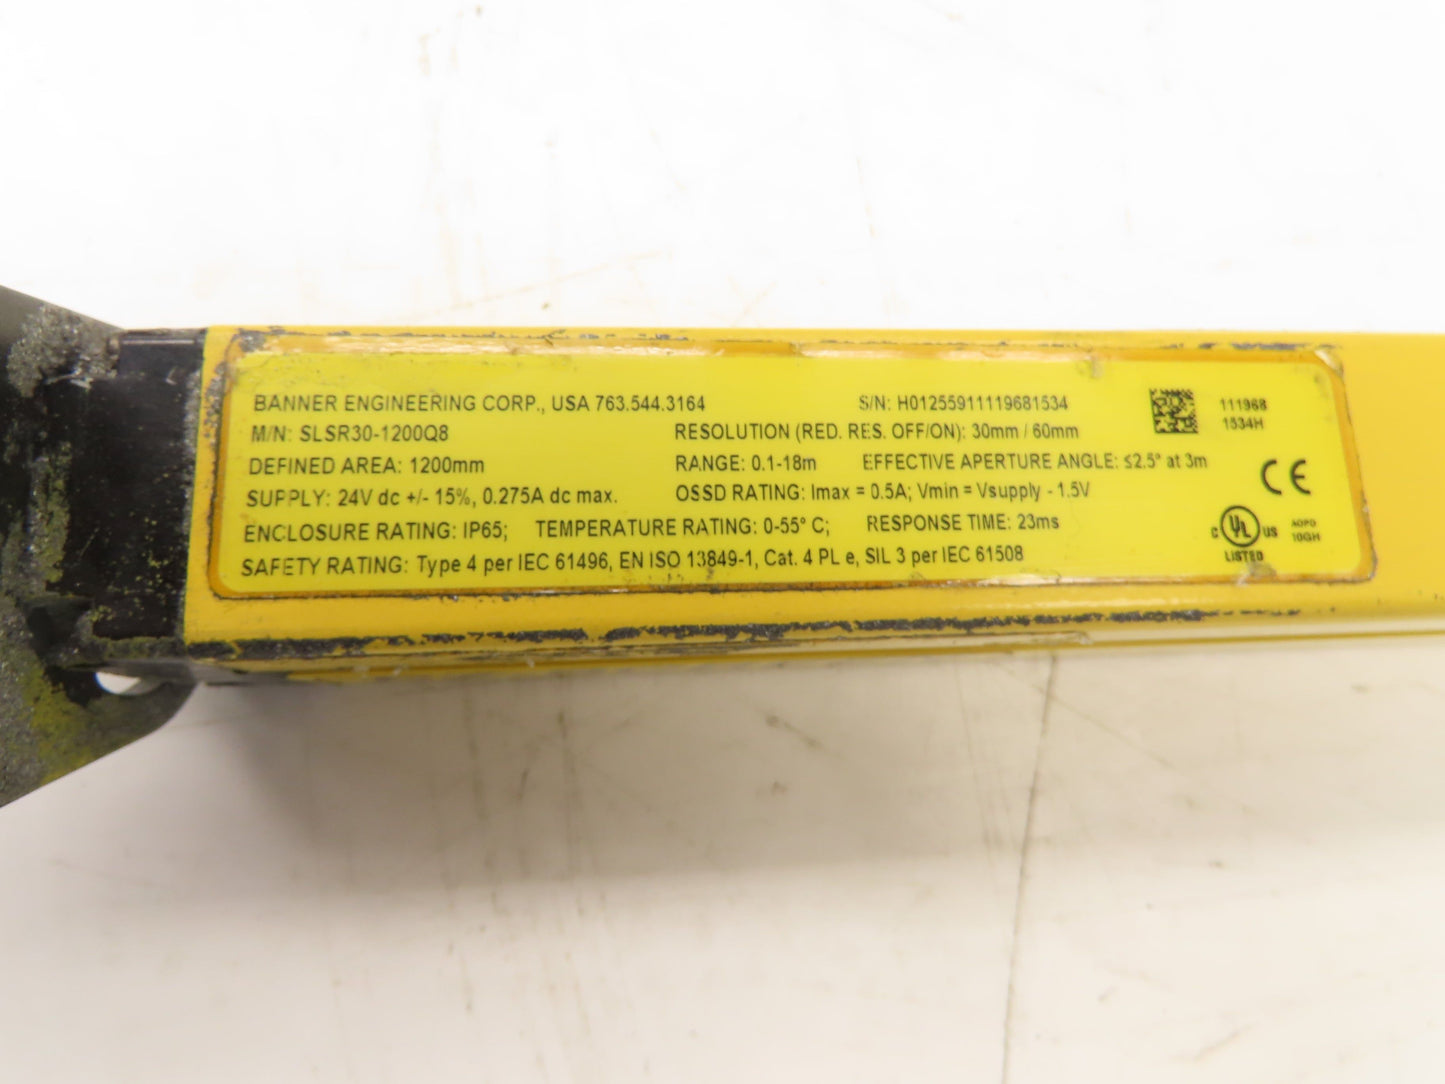 BANNER ENGINEERING CORP., USA 763.544.3164 S/N: H01255911119681534
M/N: SLSR30-1200Q8 RESOLUTION (RED. RES. OFF/ON): 30mm / 60mm
DEFINED AREA: 1200mm RANGE: 0.1-18m EFFECTIVE APERTURE ANGLE: ≤2.5° at 3m
SUPPLY: 24V dc +/- 15%, 0.275A dc max. OSSD RATING: Imax = 0.5A; Vmin = Vsupply - 1.5V
ENCLOSURE RATING: IP65; TEMPERATURE RATING: 0-55° C; RESPONSE TIME: 23ms
SAFETY RATING: Type 4 per IEC 61496, EN ISO 13849-1, Cat. 4 PL e, SIL 3 per IEC 61508
111968
1534H
CE
C UL US
LISTED
AOPD
10GH